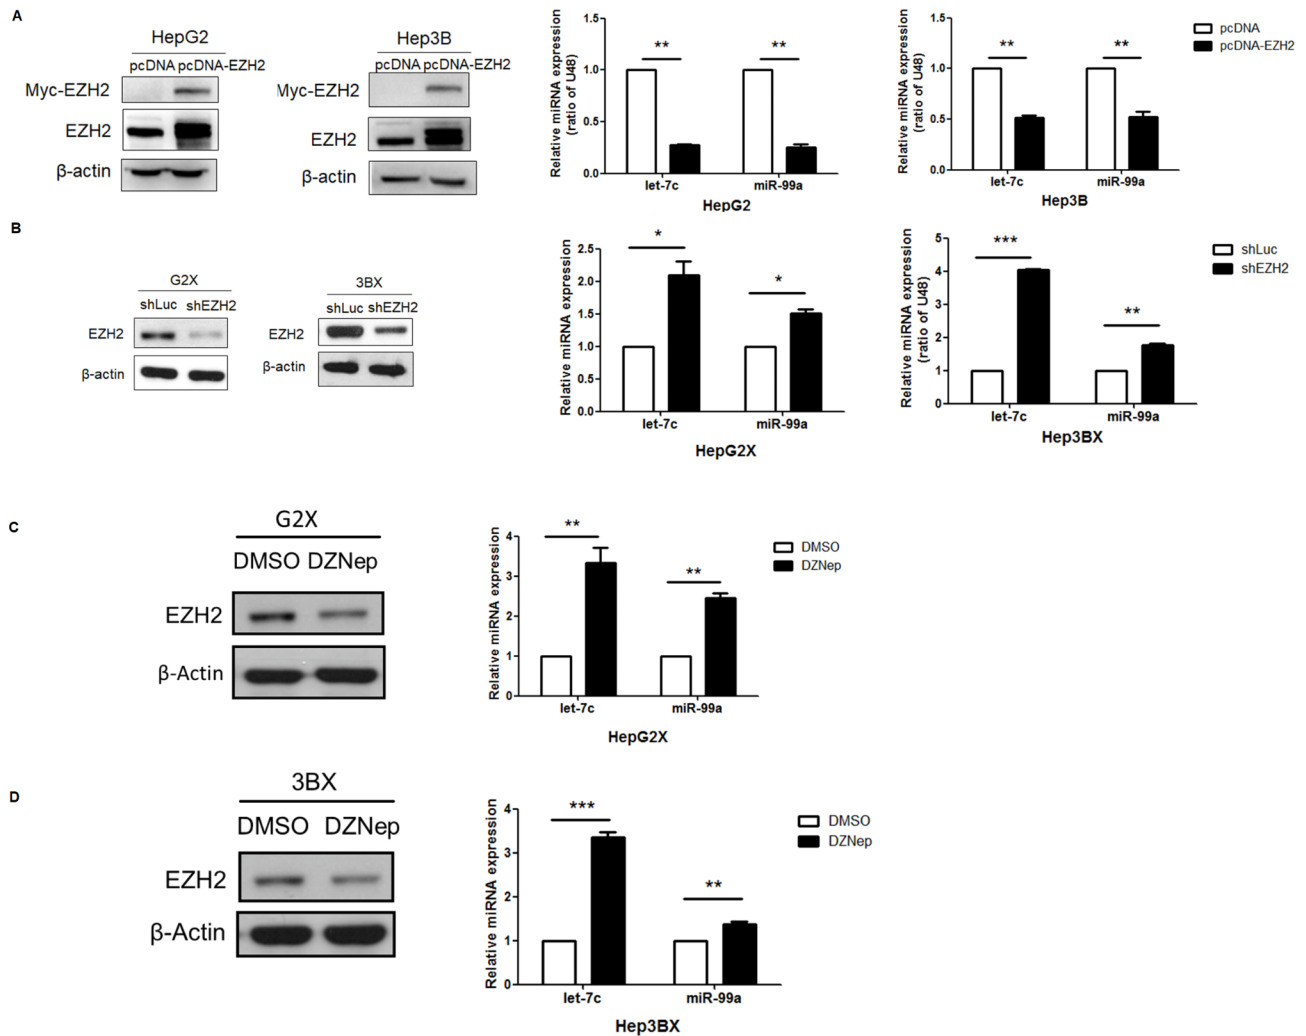 A
HepG2
pcDNA pcDNA-EZH2
Myc-EZH2
EZH2
β-actin
Hep3B
pcDNA pcDNA-EZH2
Myc-EZH2
EZH2
β-actin
Relative miRNA expression
(ratio of U48)
1.5
1.0
0.5
0.0
**
**
let-7c
miR-99a
HepG2
Relative miRNA expression
(ratio of U48)
1.5
1.0
0.5
0.0
**
**
let-7c
miR-99a
Hep3B
pcDNA
pcDNA-EZH2
B
G2X
shLuc shEZH2
EZH2
β-actin
3BX
shLuc shEZH2
EZH2
β-actin
Relative miRNA expression
2.5
2.0
1.5
1.0
0.5
0.0
*
*
let-7c
miR-99a
HepG2X
Relative miRNA expression
(ratio of U48)
5
4
3
2
1
0
***
**
let-7c
miR-99a
Hep3BX
shLuc
shEZH2
C
G2X
DMSO DZNep
EZH2
β-Actin
Relative miRNA expression
4
3
2
1
0
**
**
let-7c
miR-99a
HepG2X
DMSO
DZNep
D
3BX
DMSO DZNep
EZH2
β-Actin
Relative miRNA expression
4
3
2
1
0
***
**
let-7c
miR-99a
Hep3BX
DMSO
DZNep